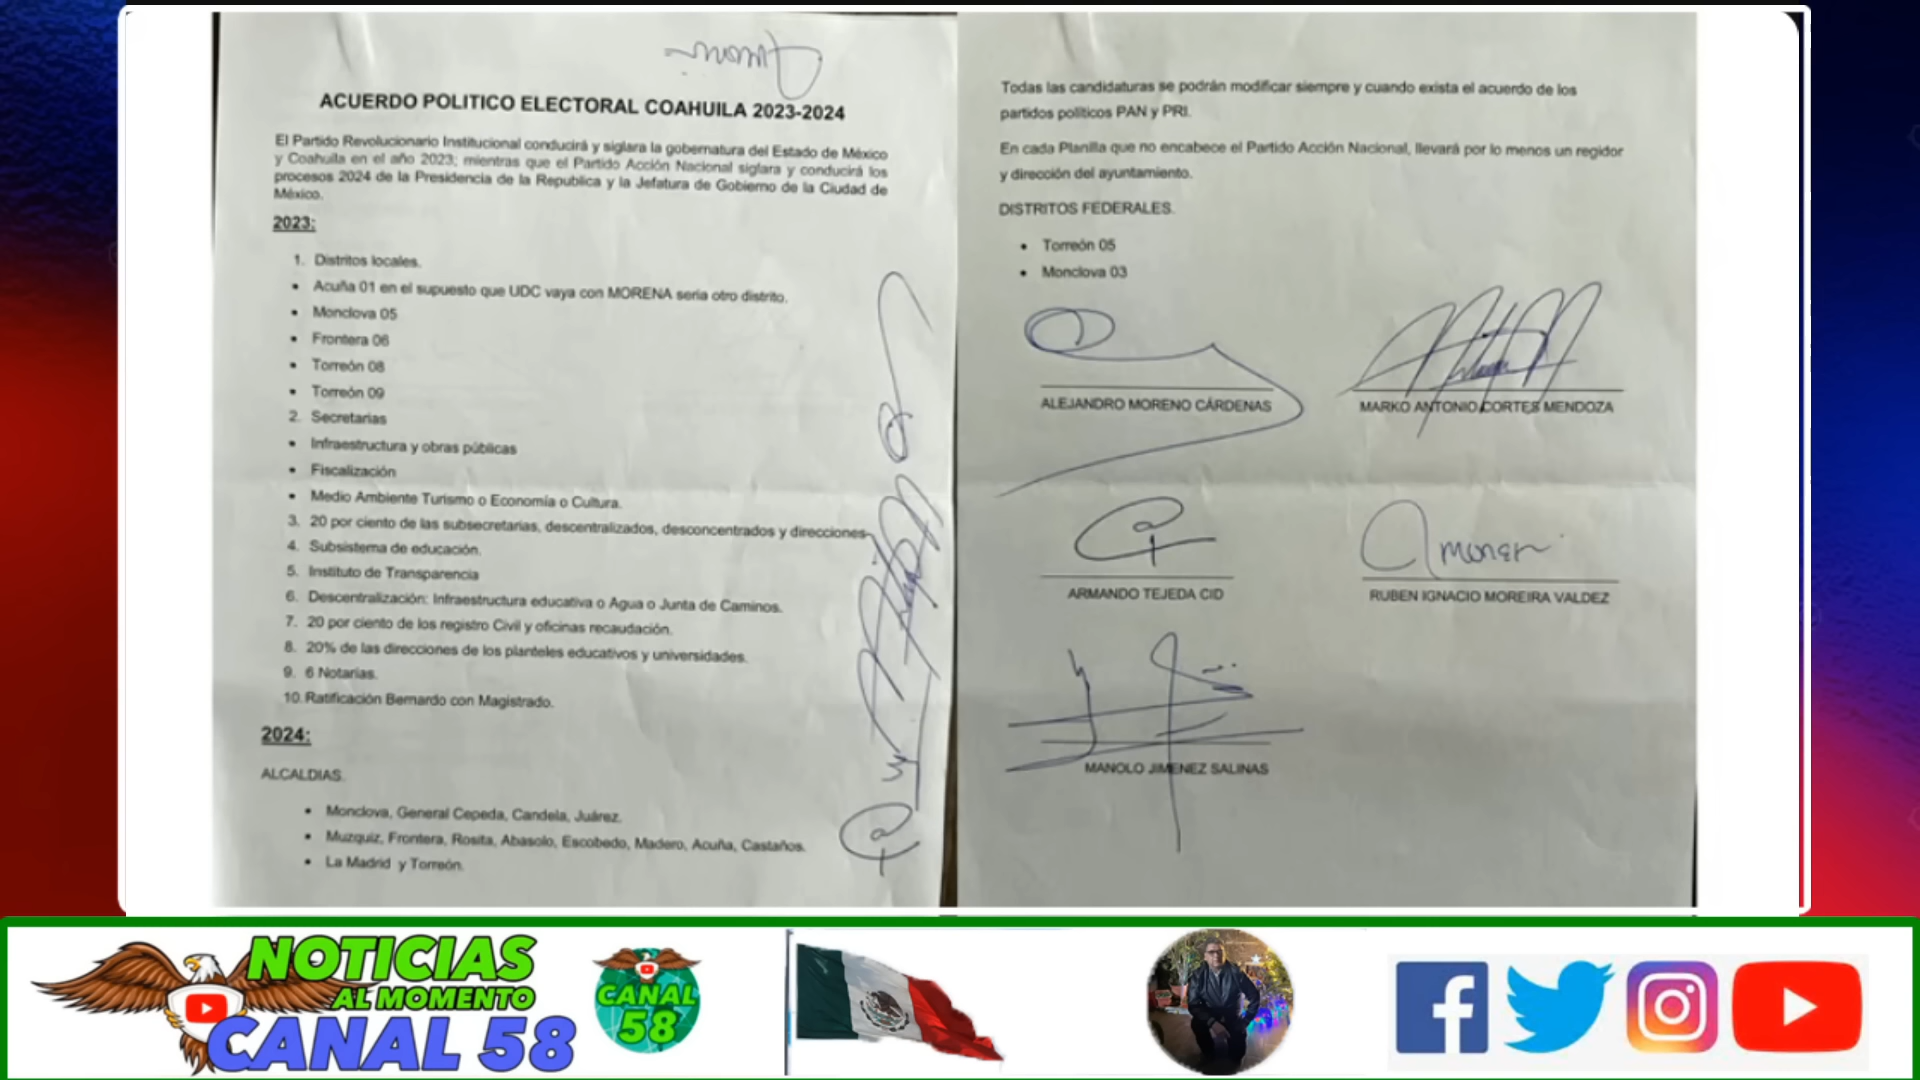 ACUERDO POLITICO ELECTORAL COAHUILA 2023-2024
El Partido Revolucionario Institucional conducirá y siglara la gobernatura del Estado de México
y Coahuila en el año 2023; mientras que el Partido Acción Nacional siglara y conducirá los
procesos 2024 de la Presidencia de la Republica y la Jefatura de Gobierno de la Ciudad de
México.
2023:
1. Distritos locales.
• Acuña 01 en el supuesto que UDC vaya con MORENA seria otro distrito.
• Monclova 05
• Frontera 06
• Torreón 08
• Torreón 09
2. Secretarias
• Infraestructura y obras públicas
• Fiscalización
• Medio Ambiente Turismo o Economía o Cultura.
3. 20 por ciento de las subsecretarias, descentralizados, desconcentrados y direcciones
4. Subsistema de educación.
5. Instituto de Transparencia
6. Descentralización: Infraestructura educativa o Agua o Junta de Caminos.
7. 20 por ciento de los registro Civil y oficinas recaudación.
8. 20% de las direcciones de los planteles educativos y universidades.
9. 6 Notarías.
10. Ratificación Bernardo con Magistrado.
2024:
ALCALDIAS.
• Monclova, General Cepeda, Candela, Juárez.
• Muzquiz, Frontera, Rosita, Abasolo, Escobedo, Madero, Acuña, Castaños.
• La Madrid y Torreón.
Todas las candidaturas se podrán modificar siempre y cuando exista el acuerdo de los
partidos políticos PAN y PRI.
En cada Planilla que no encabece el Partido Acción Nacional, llevará por lo menos un regidor
y dirección del ayuntamiento.
DISTRITOS FEDERALES.
• Torreón 05
• Monclova 03
ALEJANDRO MORENO CÁRDENAS
MARKO ANTONIO CORTES MENDOZA
ARMANDO TEJEDA CID
RUBEN IGNACIO MOREIRA VALDEZ
MANOLO JIMENEZ SALINAS
NOTICIAS
AL MOMENTO
CANAL 58
CANAL
58